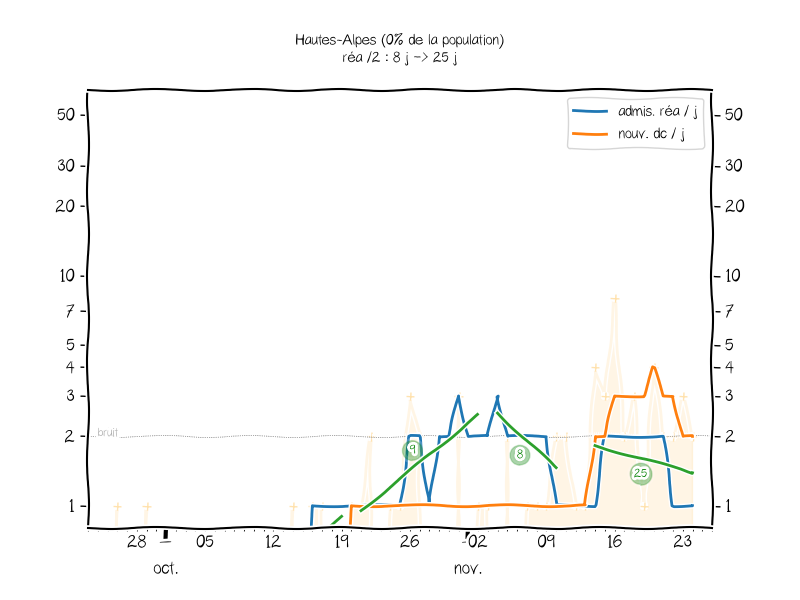 Hautes-Alpes (0% de la population)
réa /2 : 8 j -> 25 j
admis. réa / j
nouv. dc / j
50 50
30 30
20 20
10 10
7 7
5 5
4 4
3 3
bruit
2 2
9
8
25
1 1
28 05 12 19 26 02 09 16 23
oct. nov.